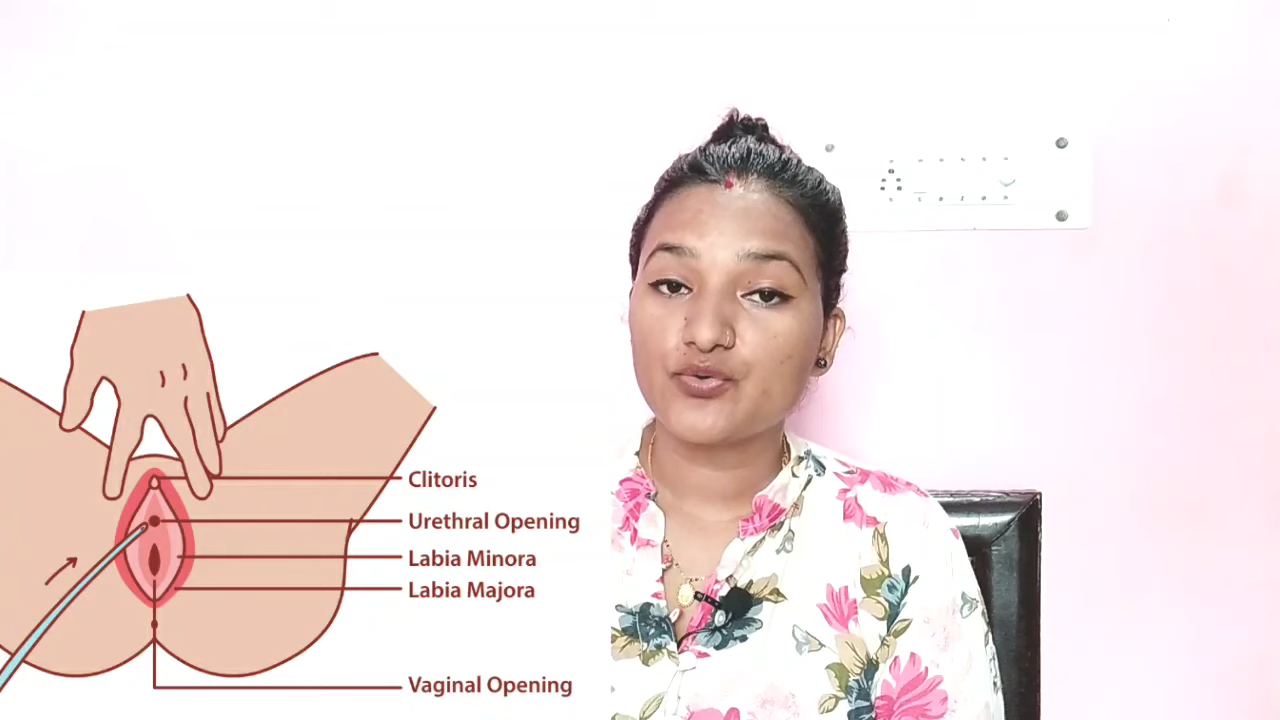 Clitoris
Urethral Opening
Labia Minora
Labia Majora
Vaginal Opening